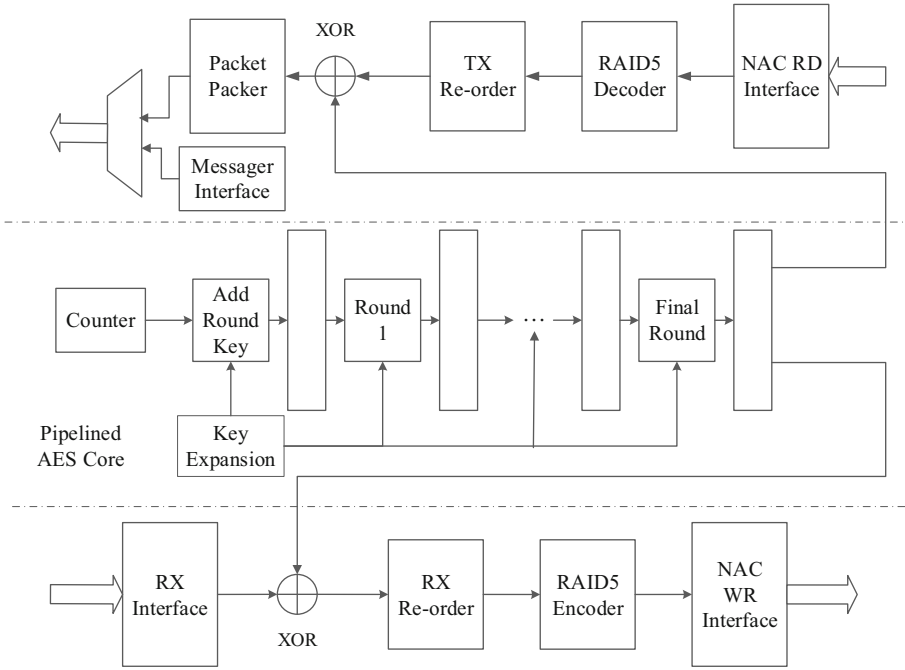 XOR
Packet
Packer
TX
Re-order
RAID5
Decoder
NAC RD
Interface
Messager
Interface
Counter
Add
Round
Key
Round
1
...
Final
Round
Key
Expansion
Pipelined
AES Core
RX
Interface
XOR
RX
Re-order
RAID5
Encoder
NAC
WR
Interface